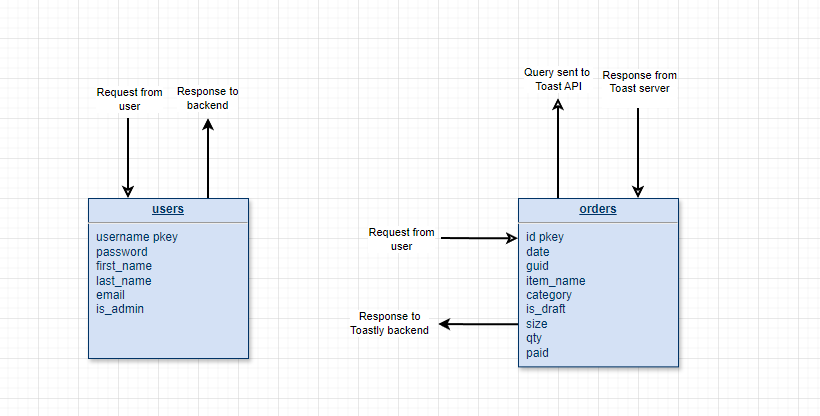 Request from
user
Response to
backend
Query sent to
Toast API
Response from
Toast server
users
username pkey
password
first_name
last_name
email
is_admin
Request from
user
Response to
Toastly backend
orders
id pkey
date
guid
item_name
category
is_draft
size
qty
paid